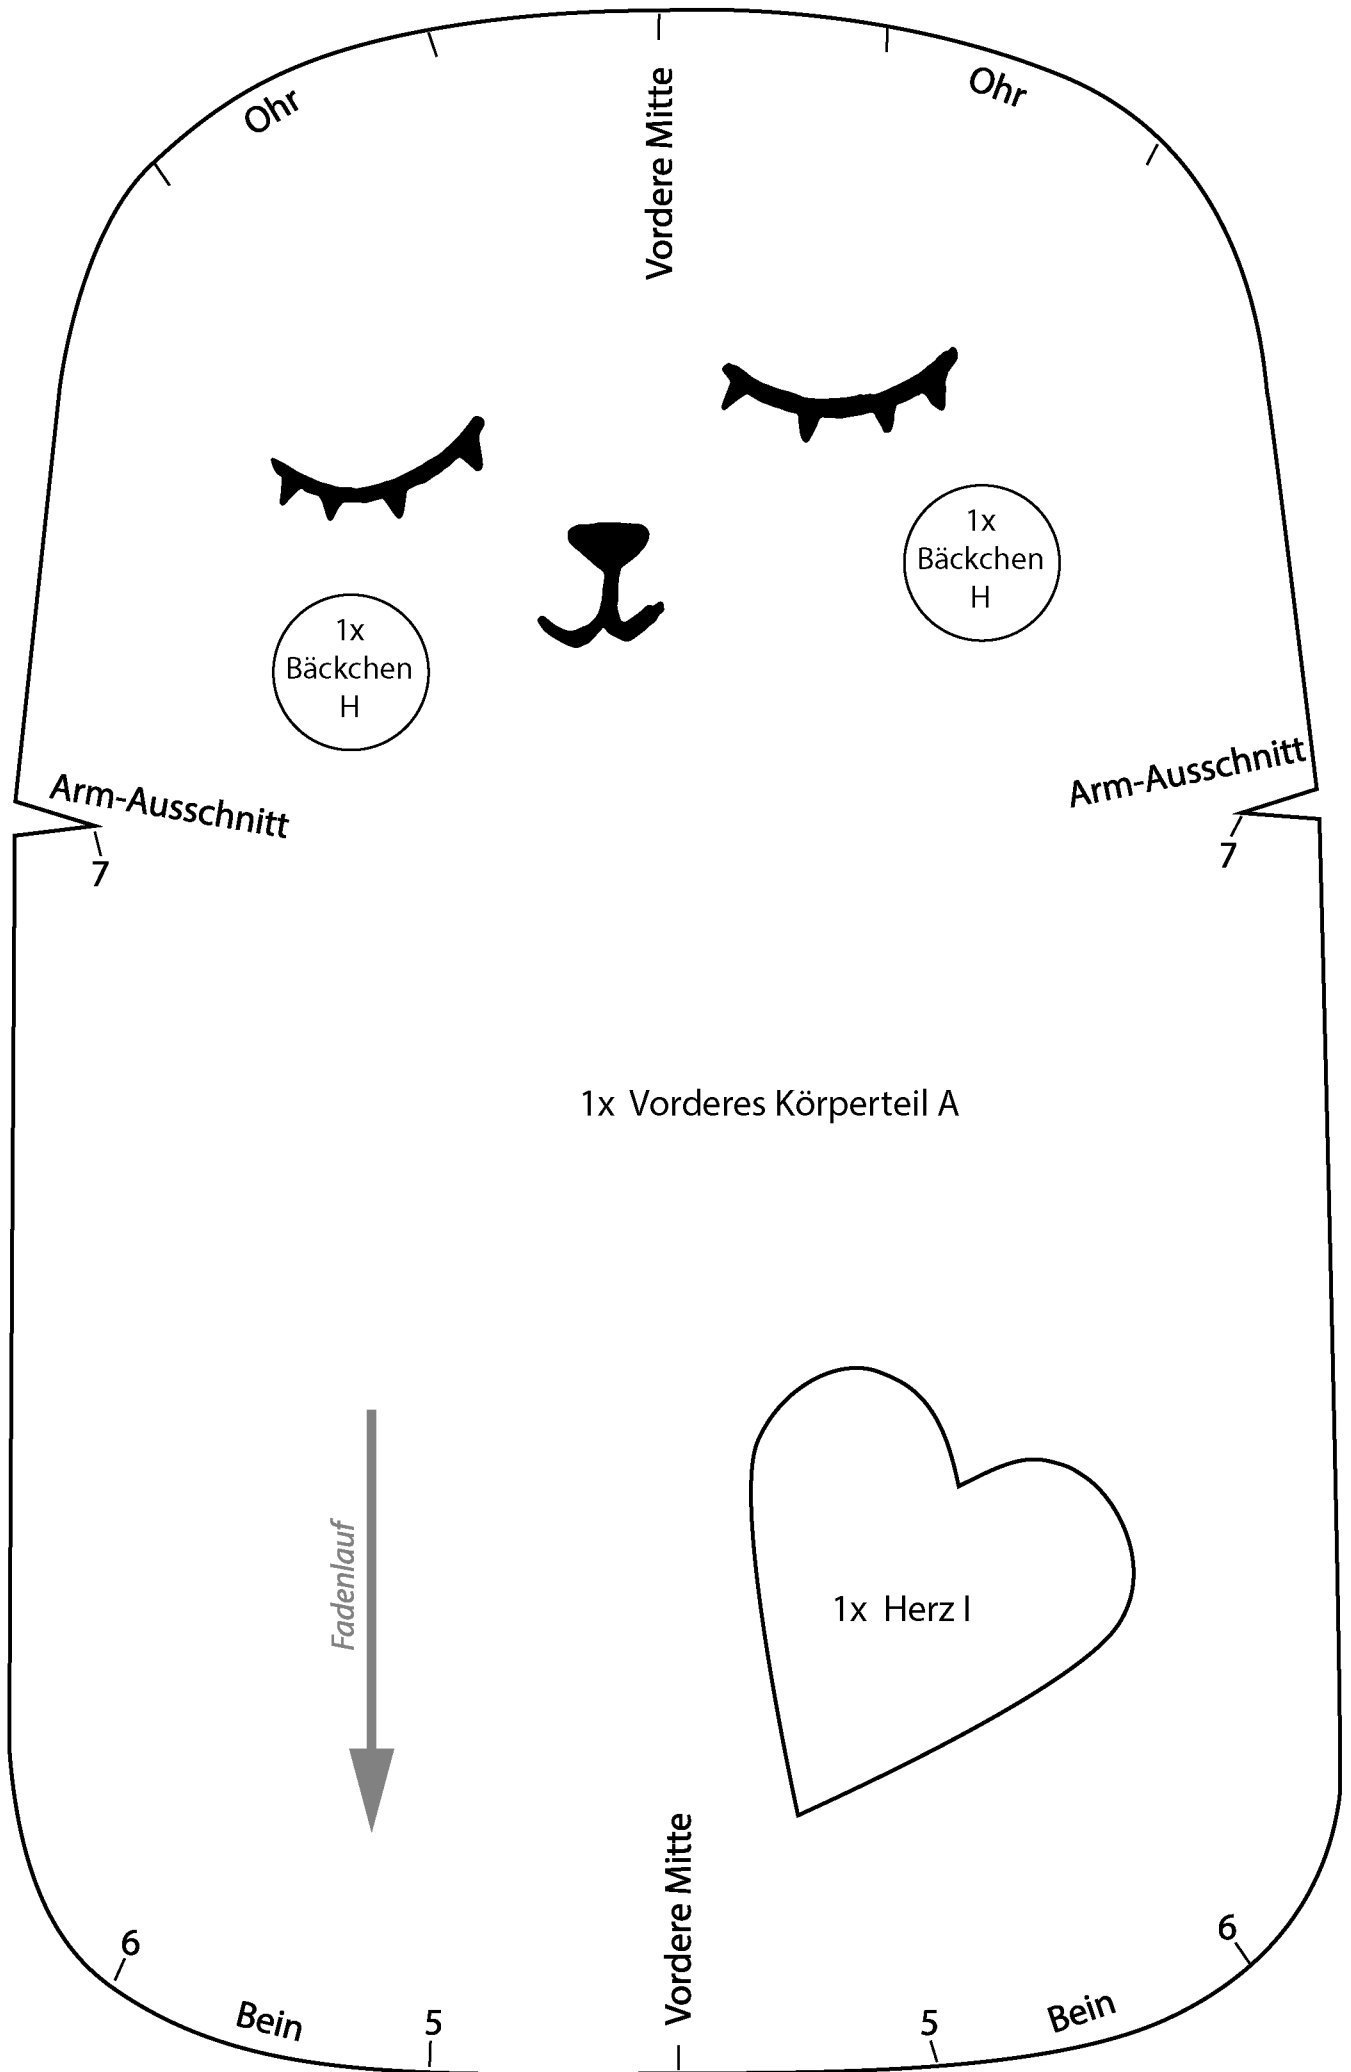 Ohr
Ohr
Vordere Mitte
1x
Bäckchen
H
1x
Bäckchen
H
Arm-Ausschnitt
Arm-Ausschnitt
7
7
1x Vorderes Körperteil A
Fadenlauf
1x Herz I
Vordere Mitte
6
6
Bein
5
5
Bein